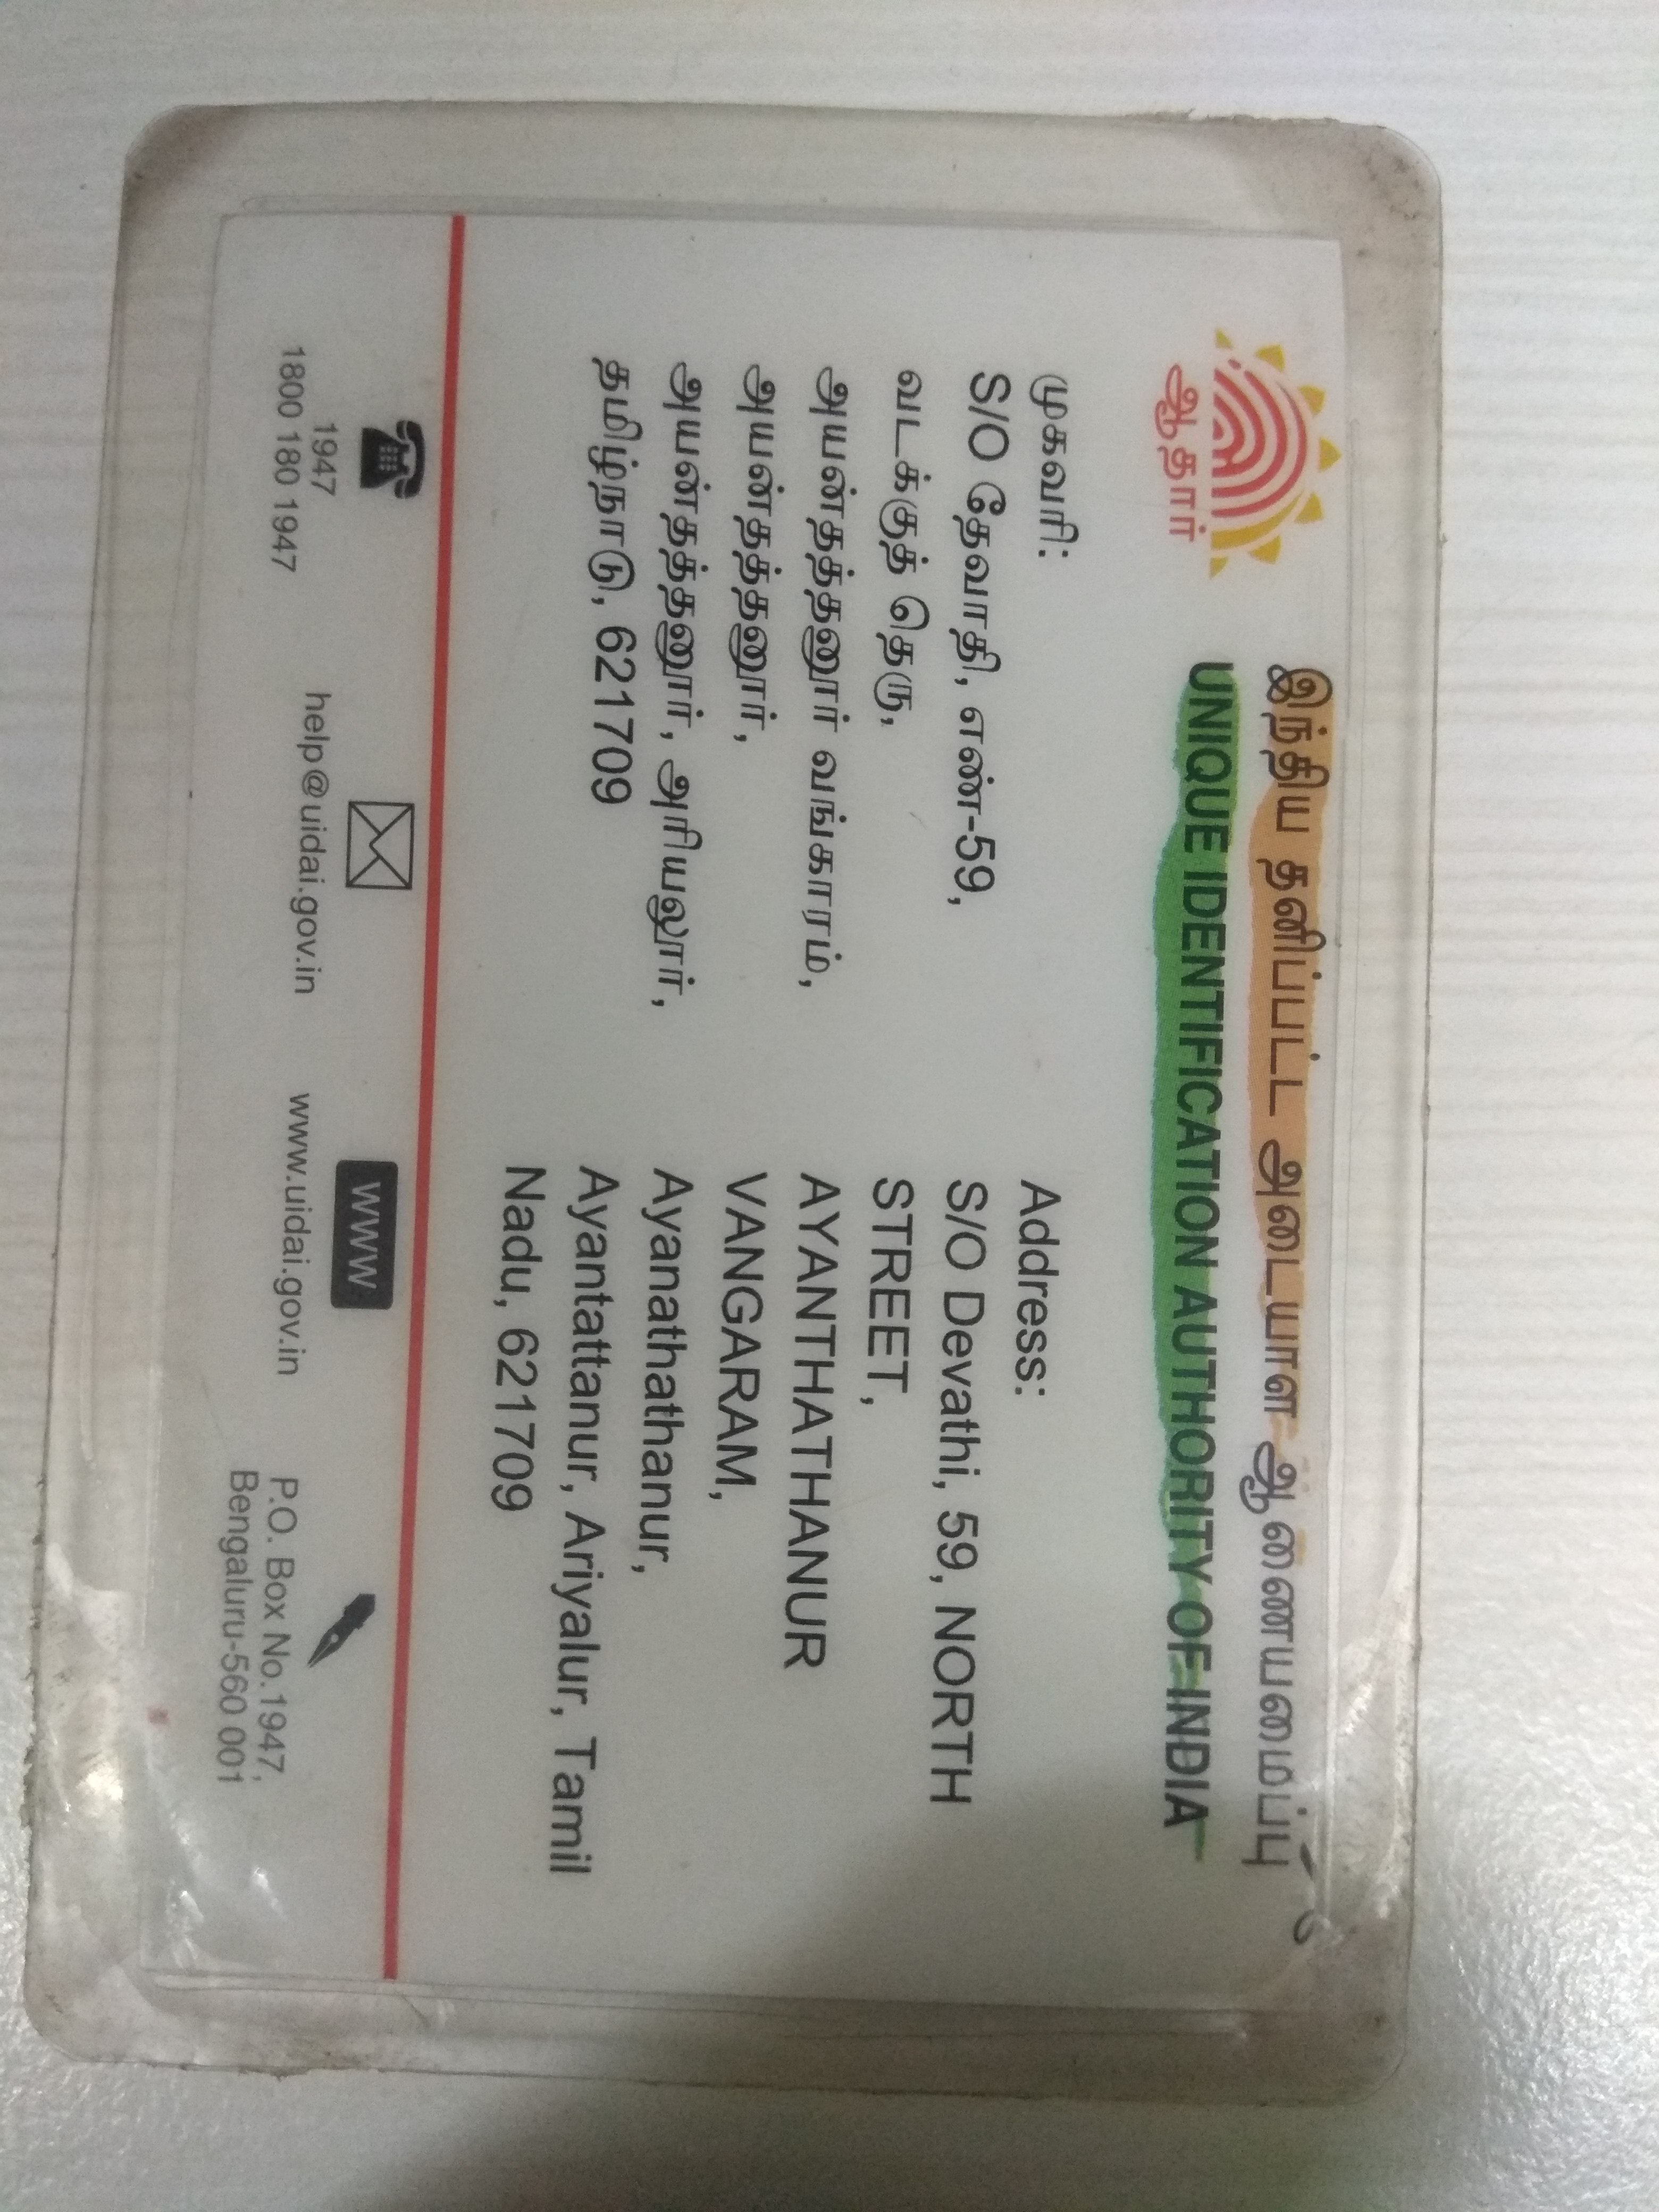 ஆதார்
இந்திய தனிப்பட்ட அடையாள ஆணையமைப்பு
UNIQUE IDENTIFICATION AUTHORITY OF INDIA
முகவரி:
S/O தேவாதி, எண்-59,
வடக்குத் தெரு,
அயன்தத்தனூர் வங்காரம்,
அயன்தத்தனூர்,
அயன்தத்தனூர், அரியலூர்,
தமிழ்நாடு, 621709
Address:
S/O Devathi, 59, NORTH
STREET,
AYANTHATHANUR
VANGARAM,
Ayanathathanur,
Ayantattanur, Ariyalur, Tamil
Nadu, 621709
1947
1800 180 1947
help@uidai.gov.in
WWW
www.uidai.gov.in
P.O. Box No.1947,
Bengaluru-560 001